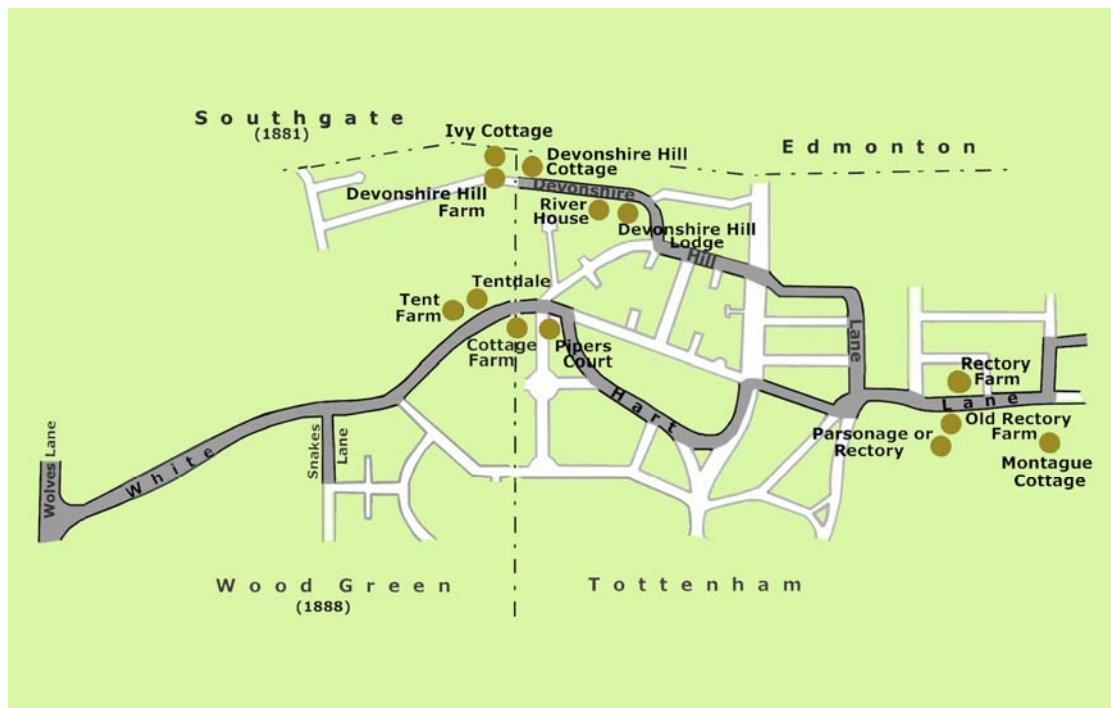 Southgate
(1881)
Ivy Cottage
Edmonton
Devonshire Hill
Cottage
Devonshire
Devonshire Hill
Farm
River
House
Devonshire Hill
Lodge
Hill
Tentdale
Tent
Farm
Cottage
Farm
Pipers
Court
Lane
Rectory
Farm
Hart
Lane
Old Rectory
Farm
Parsonage or
Rectory
Montague
Cottage
Wolves Lane
White
Snakes
Lane
Wood Green
(1888)
Tottenham